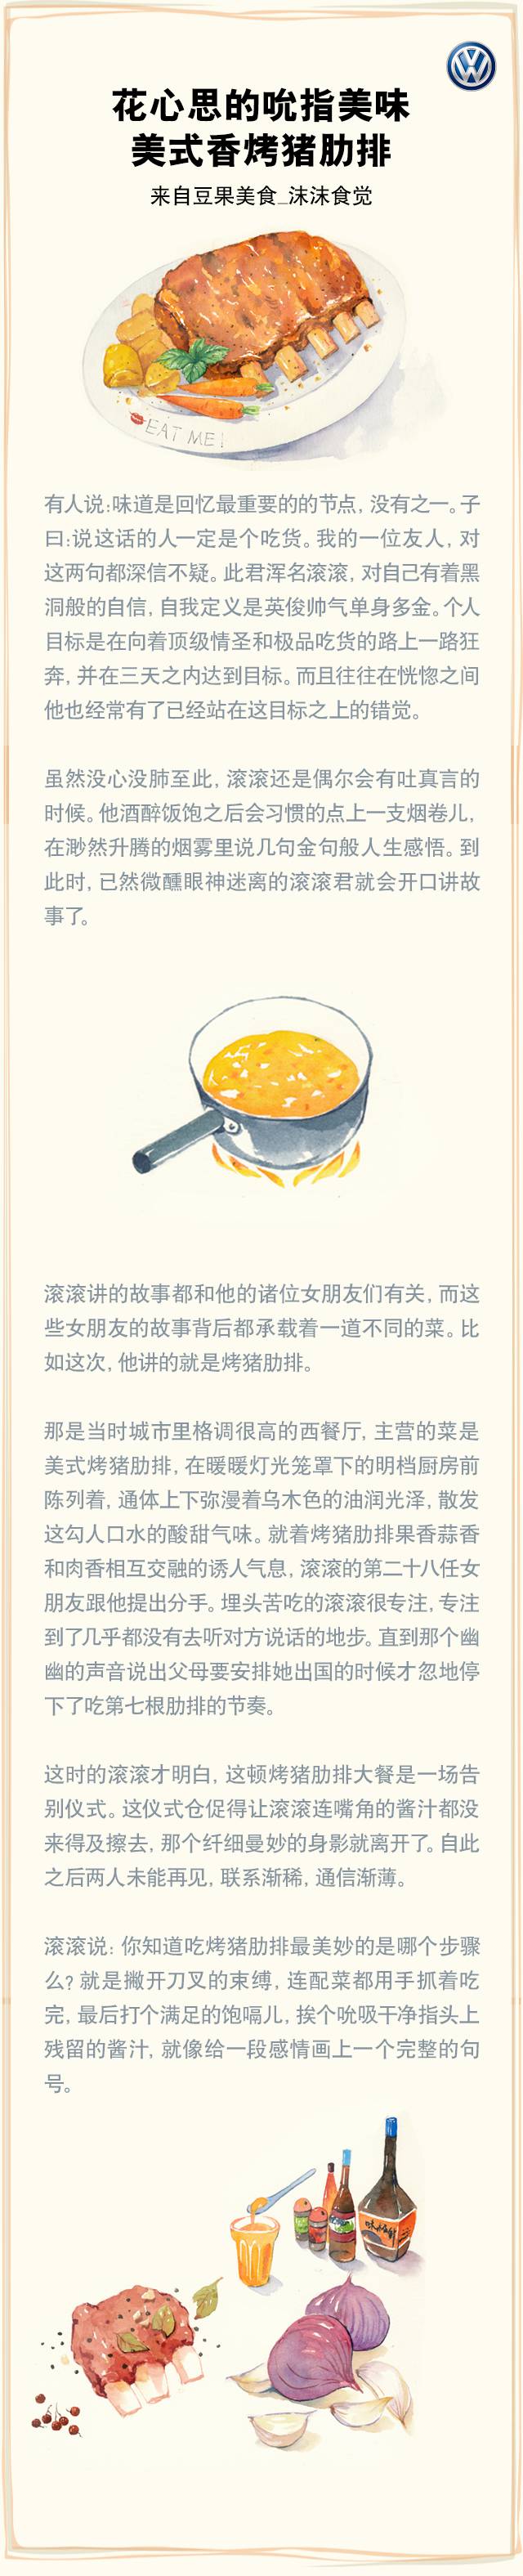 花心思的吮指美味
美式香烤猪肋排
来自豆果美食_沫沫食觉
EAT ME!
有人说:味道是回忆最重要的的节点, 没有之一。子
曰:说这话的人一定是个吃货。我的一位友人, 对
这两句都深信不疑。此君浑名滚滚, 对自己有着黑
洞般的自信, 自我定义是英俊帅气单身多金。个人
目标是在向着顶级情圣和极品吃货的路上一路狂
奔, 并在三天之内达到目标。而且往往在恍惚之间
他也经常有了已经站在这目标之上的错觉。
虽然没心没肺至此, 滚滚还是偶尔会有吐真言的
时候。他酒醉饭饱之后会习惯的点上一支烟卷儿,
在渺然升腾的烟雾里说几句金句般人生感悟。到
此时, 已然微醺眼神迷离的滚滚君就会开口讲故
事了。
滚滚讲的故事都和他的诸位女朋友们有关, 而这
些女朋友的故事背后都承载着一道不同的菜。比
如这次, 他讲的就是烤猪肋排。
那是当时城市里格调很高的西餐厅, 主营的菜是
美式烤猪肋排, 在暖暖灯光笼罩下的明档厨房前
陈列着, 通体上下弥漫着乌木色的油润光泽, 散发
这勾人口水的酸甜气味。就着烤猪肋排果香蒜香
和肉香相互交融的诱人气息, 滚滚的第二十八任女
朋友跟他提出分手。埋头苦吃的滚滚很专注, 专注
到了几乎都没有去听对方说话的地步。直到那个幽
幽的声音说出父母要安排她出国的时候才忽地停
下了吃第七根肋排的节奏。
这时的滚滚才明白, 这顿烤猪肋排大餐是一场告
别仪式。这仪式仓促得让滚滚连嘴角的酱汁都没
来得及擦去, 那个纤细曼妙的身影就离开了。自此
之后两人未能再见, 联系渐稀, 通信渐薄。
滚滚说: 你知道吃烤猪肋排最美妙的是哪个步骤
么? 就是撇开刀叉的束缚, 连配菜都用手抓着吃
完, 最后打个满足的饱嗝儿, 挨个吮吸干净指头上
残留的酱汁, 就像给一段感情画上一个完整的句
号。